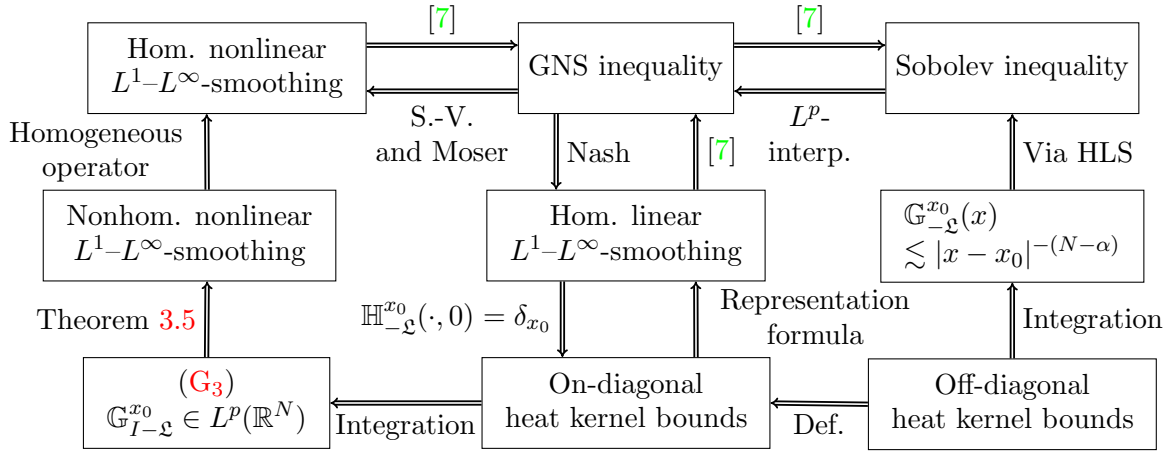 [7]
[7]
Hom. nonlinear
L¹–L^∞-smoothing
GNS inequality
Sobolev inequality
S.-V.
and Moser
L^p-
interp.
Homogeneous
operator
Nash
[7]
Via HLS
Nonhom. nonlinear
L¹–L^∞-smoothing
Hom. linear
L¹–L^∞-smoothing
𝔾^{x₀}_{−𝔏}(x)
≲ |x − x₀|^{−(N−α)}
Theorem 3.5
ℍ^{x₀}_{−𝔏}(·, 0) = δ_{x₀}
Representation
formula
Integration
(G₃)
𝔾^{x₀}_{I−𝔏} ∈ L^p(ℝ^N)
Integration
On-diagonal
heat kernel bounds
Def.
Off-diagonal
heat kernel bounds